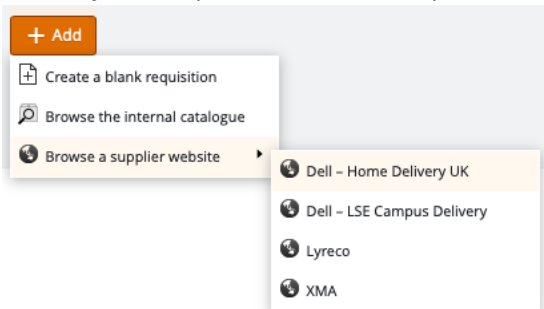 + Add
Create a blank requisition
Browse the internal catalogue
Browse a supplier website
Dell – Home Delivery UK
Dell – LSE Campus Delivery
Lyreco
XMA